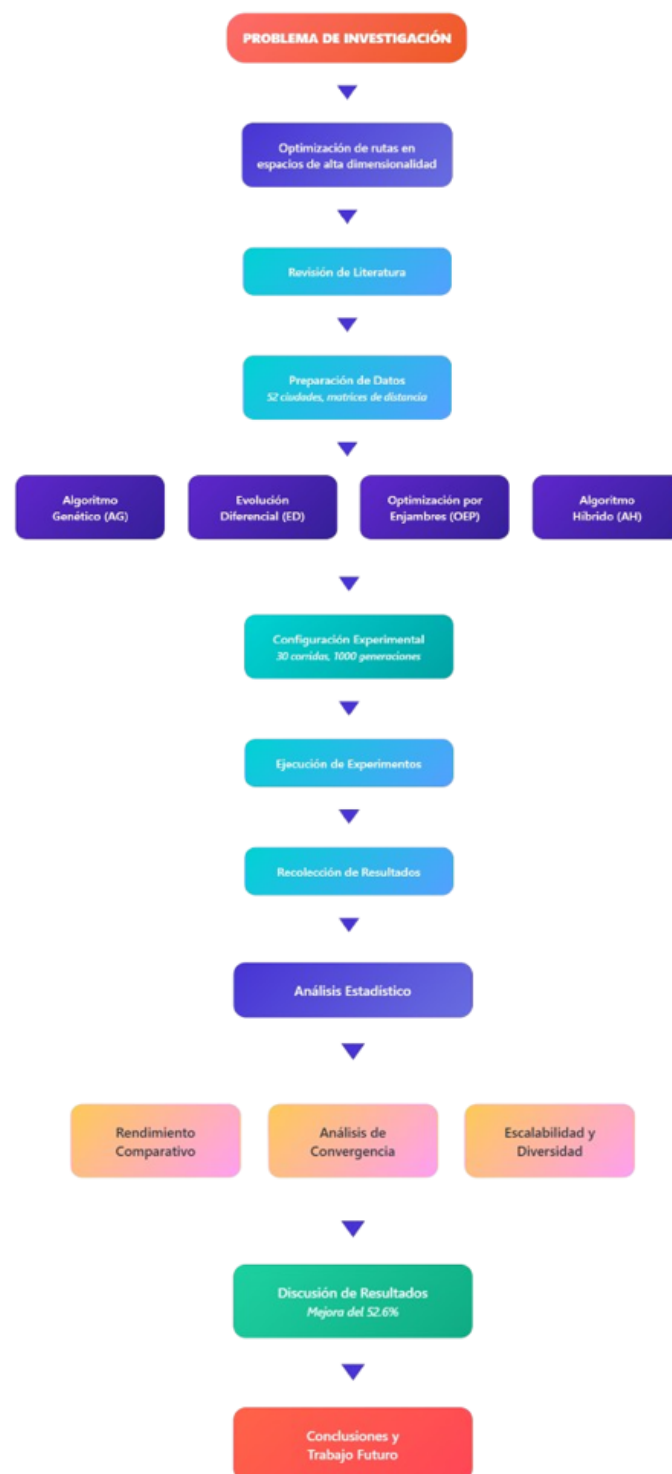 PROBLEMA DE INVESTIGACIÓN
Optimización de rutas en
espacios de alta dimensionalidad
Revisión de Literatura
Preparación de Datos
52 ciudades, matrices de distancia
Algoritmo
Genético (AG)
Evolución
Diferencial (ED)
Optimización por
Enjambres (OEP)
Algoritmo
Híbrido (AH)
Configuración Experimental
30 corridas, 1000 generaciones
Ejecución de Experimentos
Recolección de Resultados
Análisis Estadístico
Rendimiento
Comparativo
Análisis de
Convergencia
Escalabilidad y
Diversidad
Discusión de Resultados
Mejora del 52.6%
Conclusiones y
Trabajo Futuro